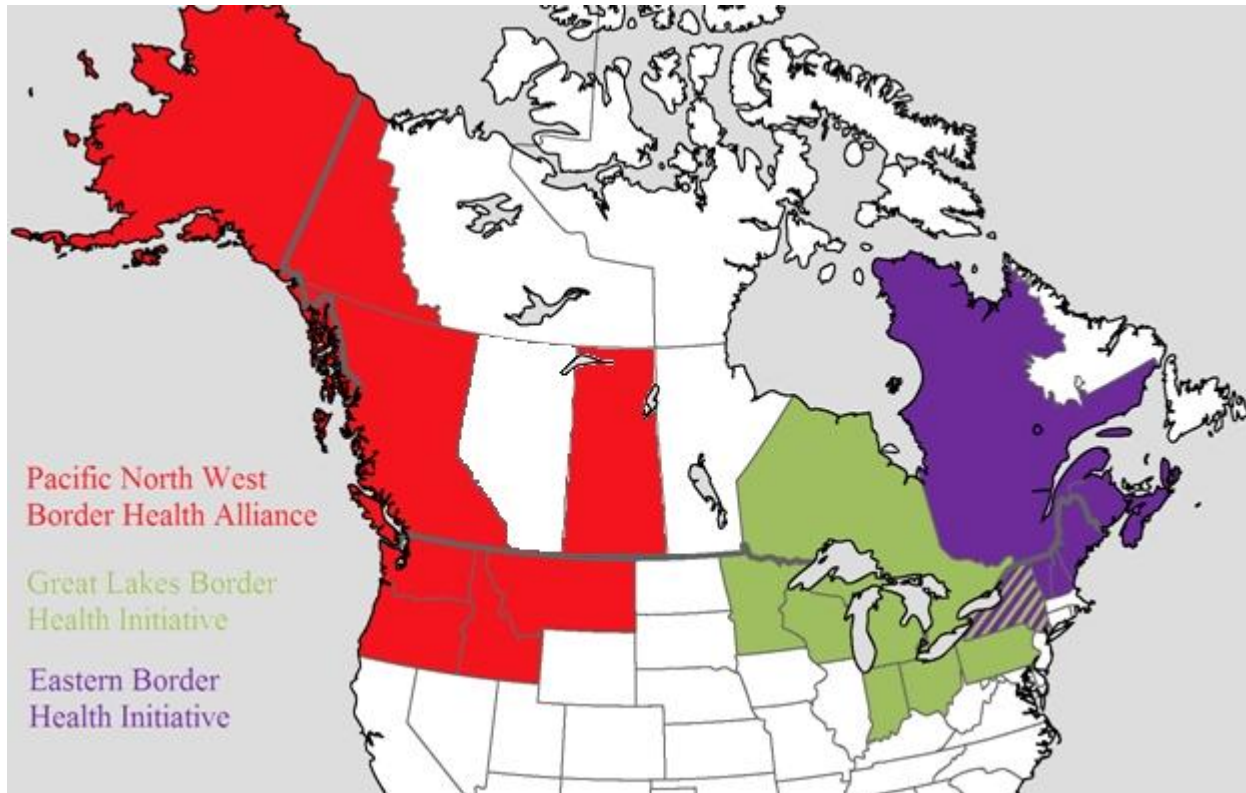 Pacific North West
Border Health Alliance
Great Lakes Border
Health Initiative
Eastern Border
Health Initiative